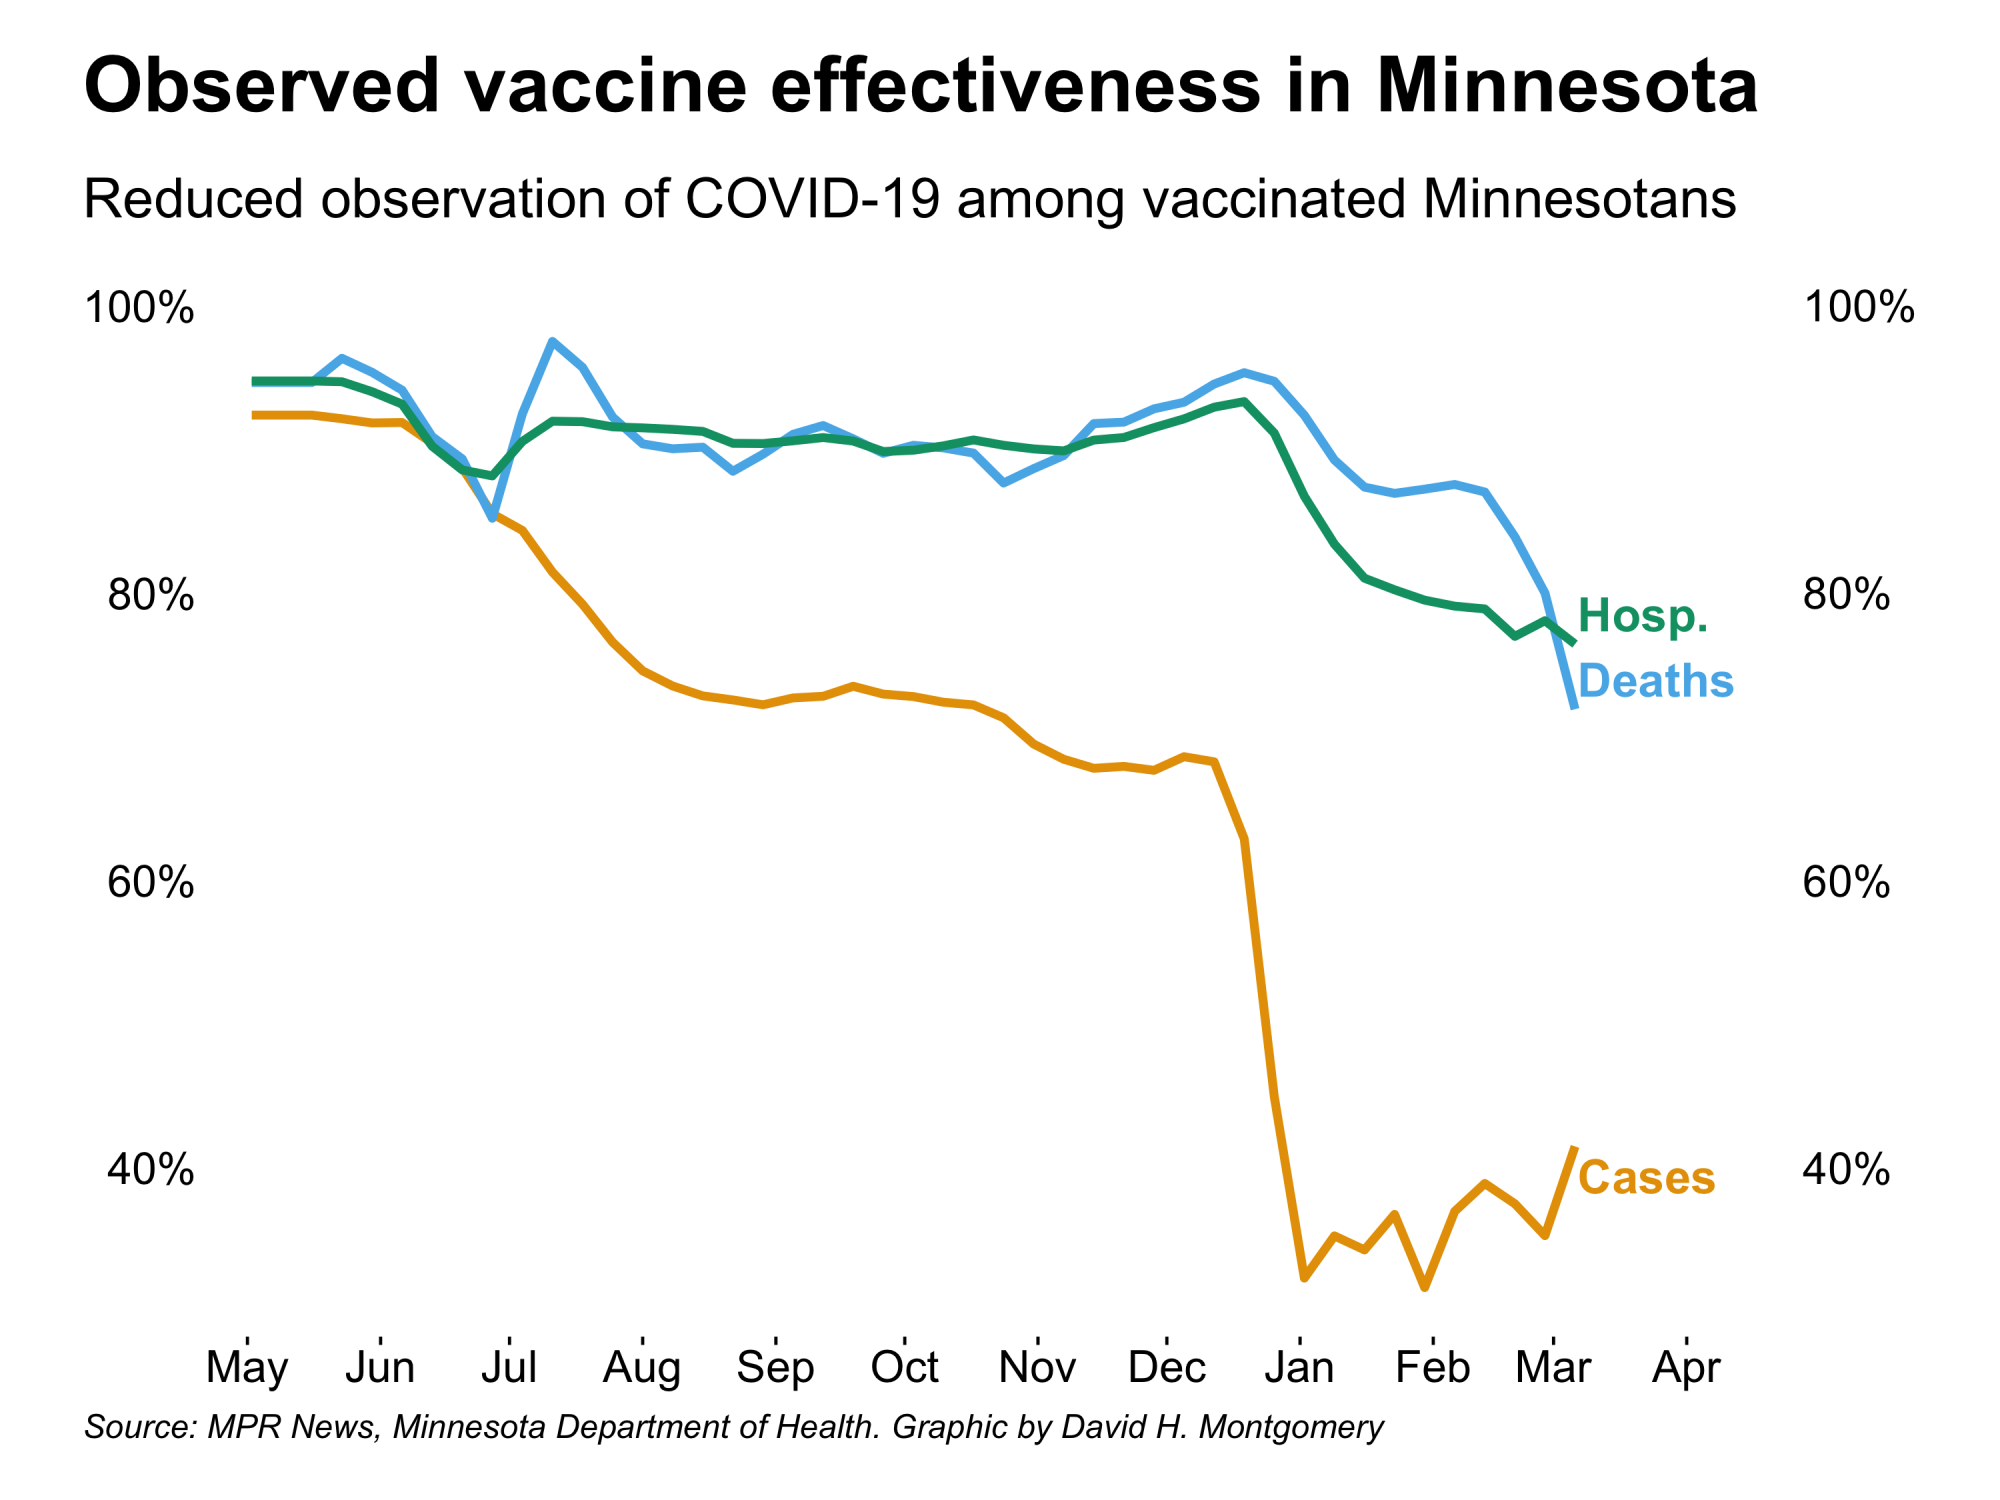 Observed vaccine effectiveness in Minnesota
Reduced observation of COVID-19 among vaccinated Minnesotans
100% 100%
80% 80%
Hosp.
Deaths
60% 60%
40% 40%
Cases
May Jun Jul Aug Sep Oct Nov Dec Jan Feb Mar Apr
Source: MPR News, Minnesota Department of Health. Graphic by David H. Montgomery